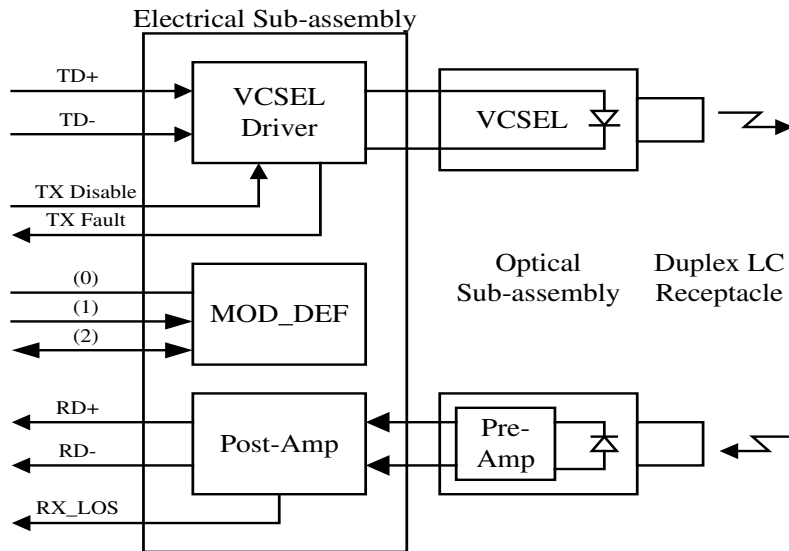 Electrical Sub-assembly
TD+
TD-
VCSEL
Driver
VCSEL
TX Disable
TX Fault
(0)
(1)
(2)
MOD_DEF
Optical
Sub-assembly
Duplex LC
Receptacle
RD+
RD-
Post-Amp
Pre-
Amp
RX_LOS